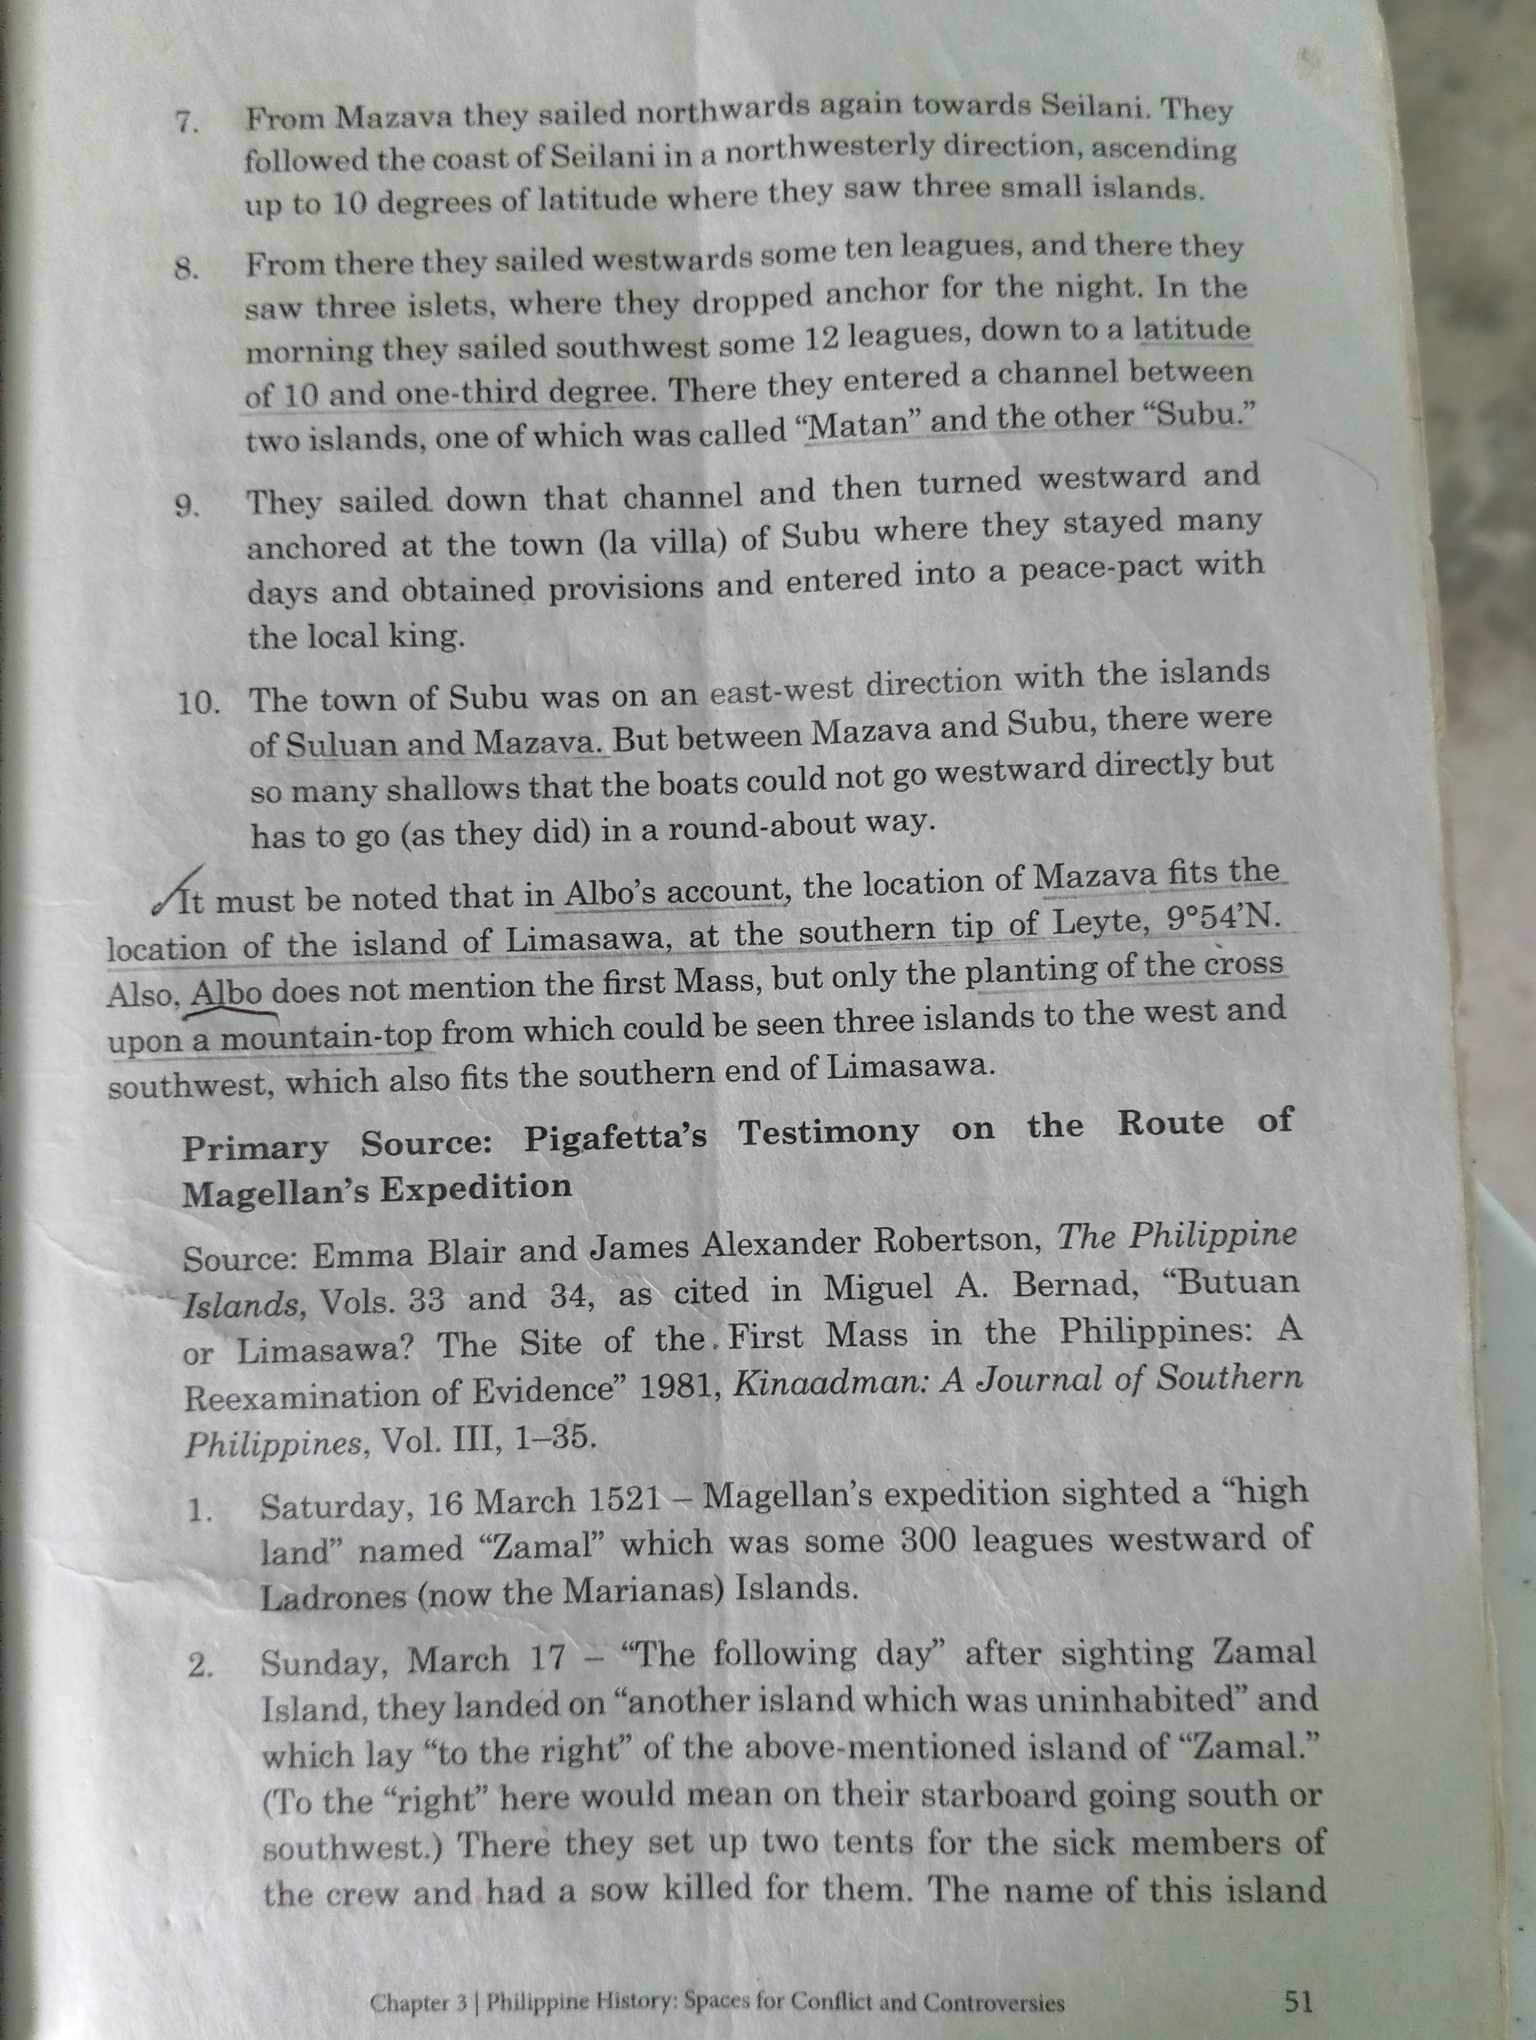 7. From Mazava they sailed northwards again towards Seilani. They
followed the coast of Seilani in a northwesterly direction, ascending
up to 10 degrees of latitude where they saw three small islands.
8. From there they sailed westwards some ten leagues, and there they
saw three islets, where they dropped anchor for the night. In the
morning they sailed southwest some 12 leagues, down to a latitude
of 10 and one-third degree. There they entered a channel between
two islands, one of which was called “Matan” and the other “Subu.”
9. They sailed down that channel and then turned westward and
anchored at the town (la villa) of Subu where they stayed many
days and obtained provisions and entered into a peace-pact with
the local king.
10. The town of Subu was on an east-west direction with the islands
of Suluan and Mazava. But between Mazava and Subu, there were
so many shallows that the boats could not go westward directly but
has to go (as they did) in a round-about way.
It must be noted that in Albo’s account, the location of Mazava fits the
location of the island of Limasawa, at the southern tip of Leyte, 9°54’N.
Also, Albo does not mention the first Mass, but only the planting of the cross
upon a mountain-top from which could be seen three islands to the west and
southwest, which also fits the southern end of Limasawa.
Primary Source: Pigafetta’s Testimony on the Route of
Magellan’s Expedition
Source: Emma Blair and James Alexander Robertson, The Philippine
Islands, Vols. 33 and 34, as cited in Miguel A. Bernad, “Butuan
or Limasawa? The Site of the First Mass in the Philippines: A
Reexamination of Evidence” 1981, Kinaadman: A Journal of Southern
Philippines, Vol. III, 1–35.
1. Saturday, 16 March 1521 – Magellan’s expedition sighted a “high
land” named “Zamal” which was some 300 leagues westward of
Ladrones (now the Marianas) Islands.
2. Sunday, March 17 – “The following day” after sighting Zamal
Island, they landed on “another island which was uninhabited” and
which lay “to the right” of the above-mentioned island of “Zamal.”
(To the “right” here would mean on their starboard going south or
southwest.) There they set up two tents for the sick members of
the crew and had a sow killed for them. The name of this island
Chapter 3 | Philippine History: Spaces for Conflict and Controversies 51